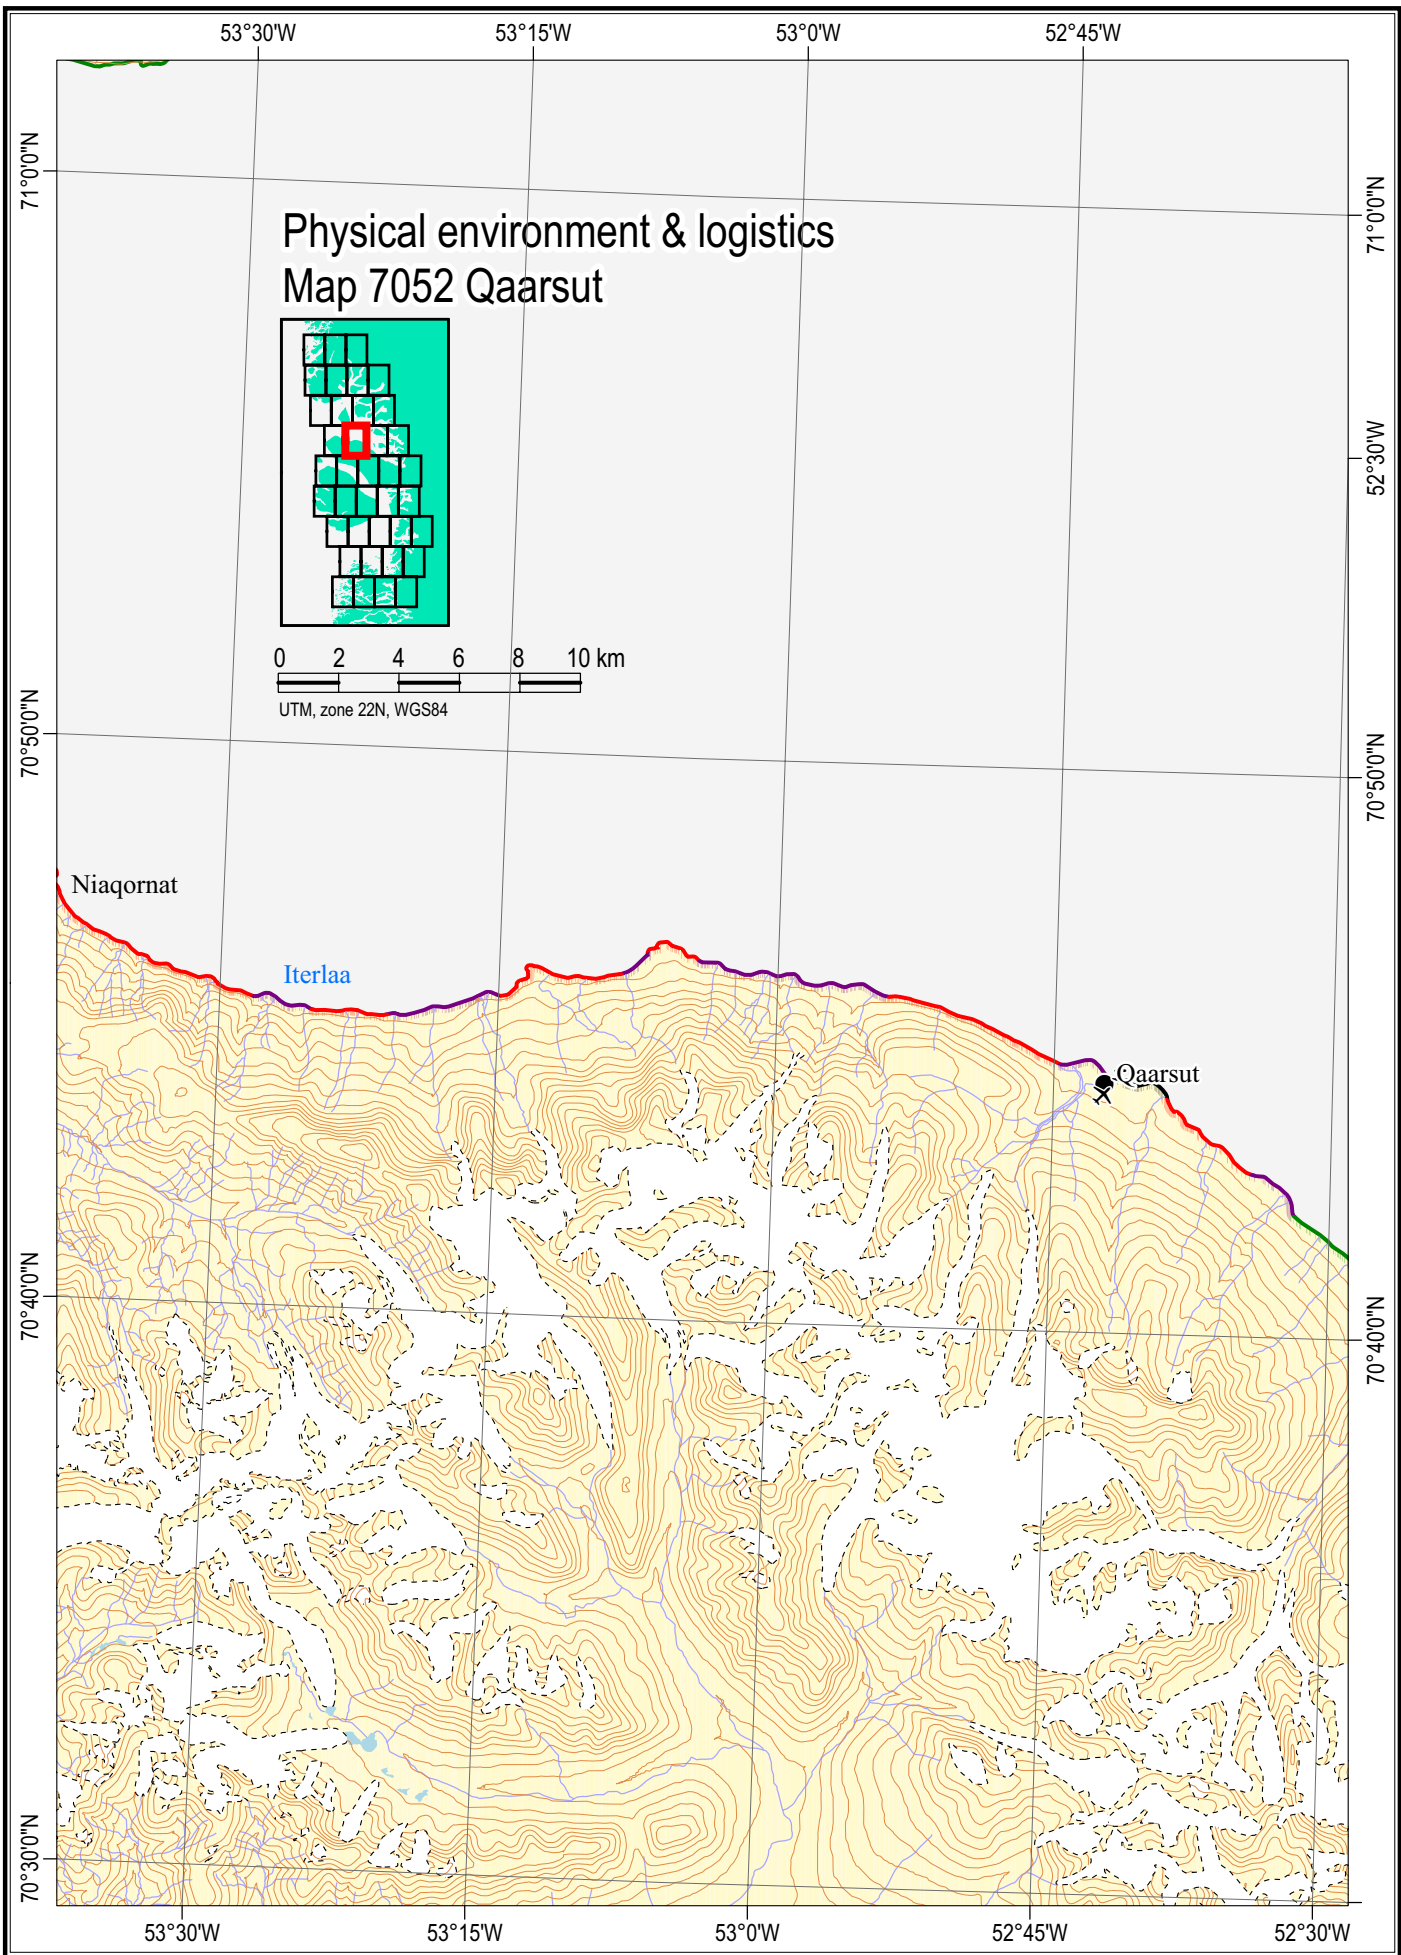 53°30'W 53°15'W 53°0'W 52°45'W
71°0'0"N
71°0'0"N
Physical environment & logistics
Map 7052 Qaarsut
52°30'W
0 2 4 6 8 10 km
UTM, zone 22N, WGS84
70°50'0"N
70°50'0"N
Niaqornat
Iterlaa
Qaarsut
70°40'0"N
70°40'0"N
70°30'0"N
53°30'W 53°15'W 53°0'W 52°45'W 52°30'W